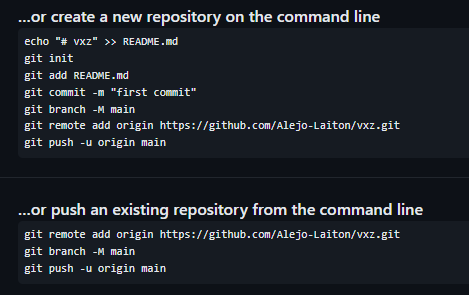 ...or create a new repository on the command line
echo "# vxz" >> README.md
git init
git add README.md
git commit -m "first commit"
git branch -M main
git remote add origin https://github.com/Alejo-Laiton/vxz.git
git push -u origin main
...or push an existing repository from the command line
git remote add origin https://github.com/Alejo-Laiton/vxz.git
git branch -M main
git push -u origin main